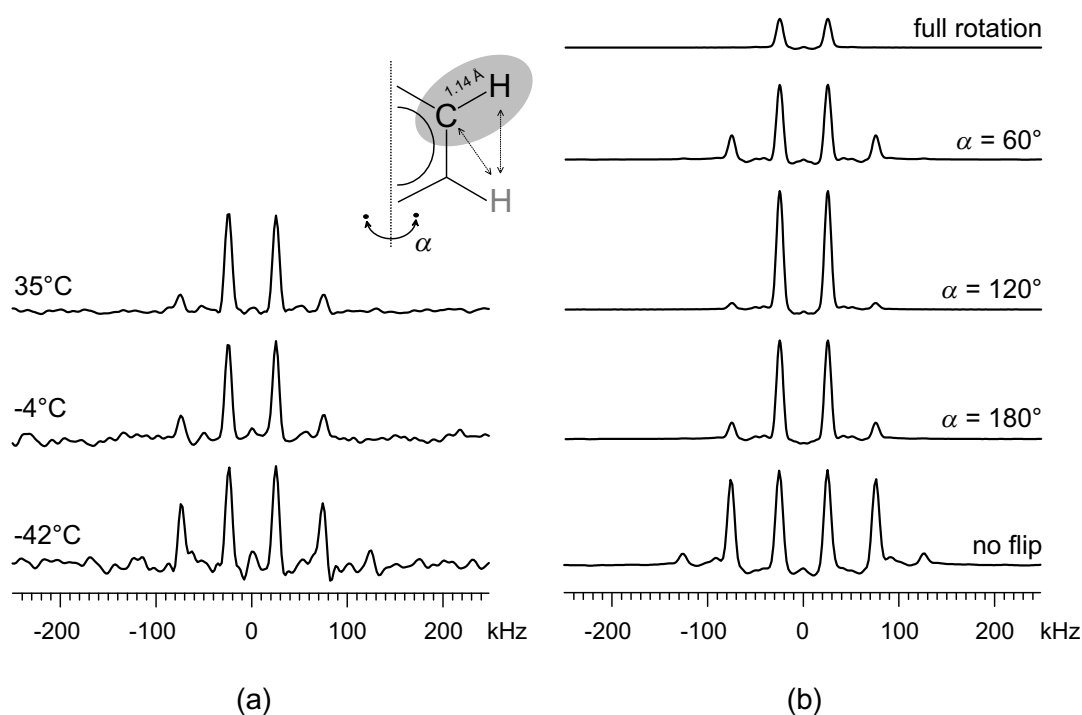 1.14 Å
H
C
H
α
35°C
-4°C
-42°C
-200 -100 0 100 200 kHz
(a)
full rotation
α = 60°
α = 120°
α = 180°
no flip
-200 -100 0 100 200 kHz
(b)